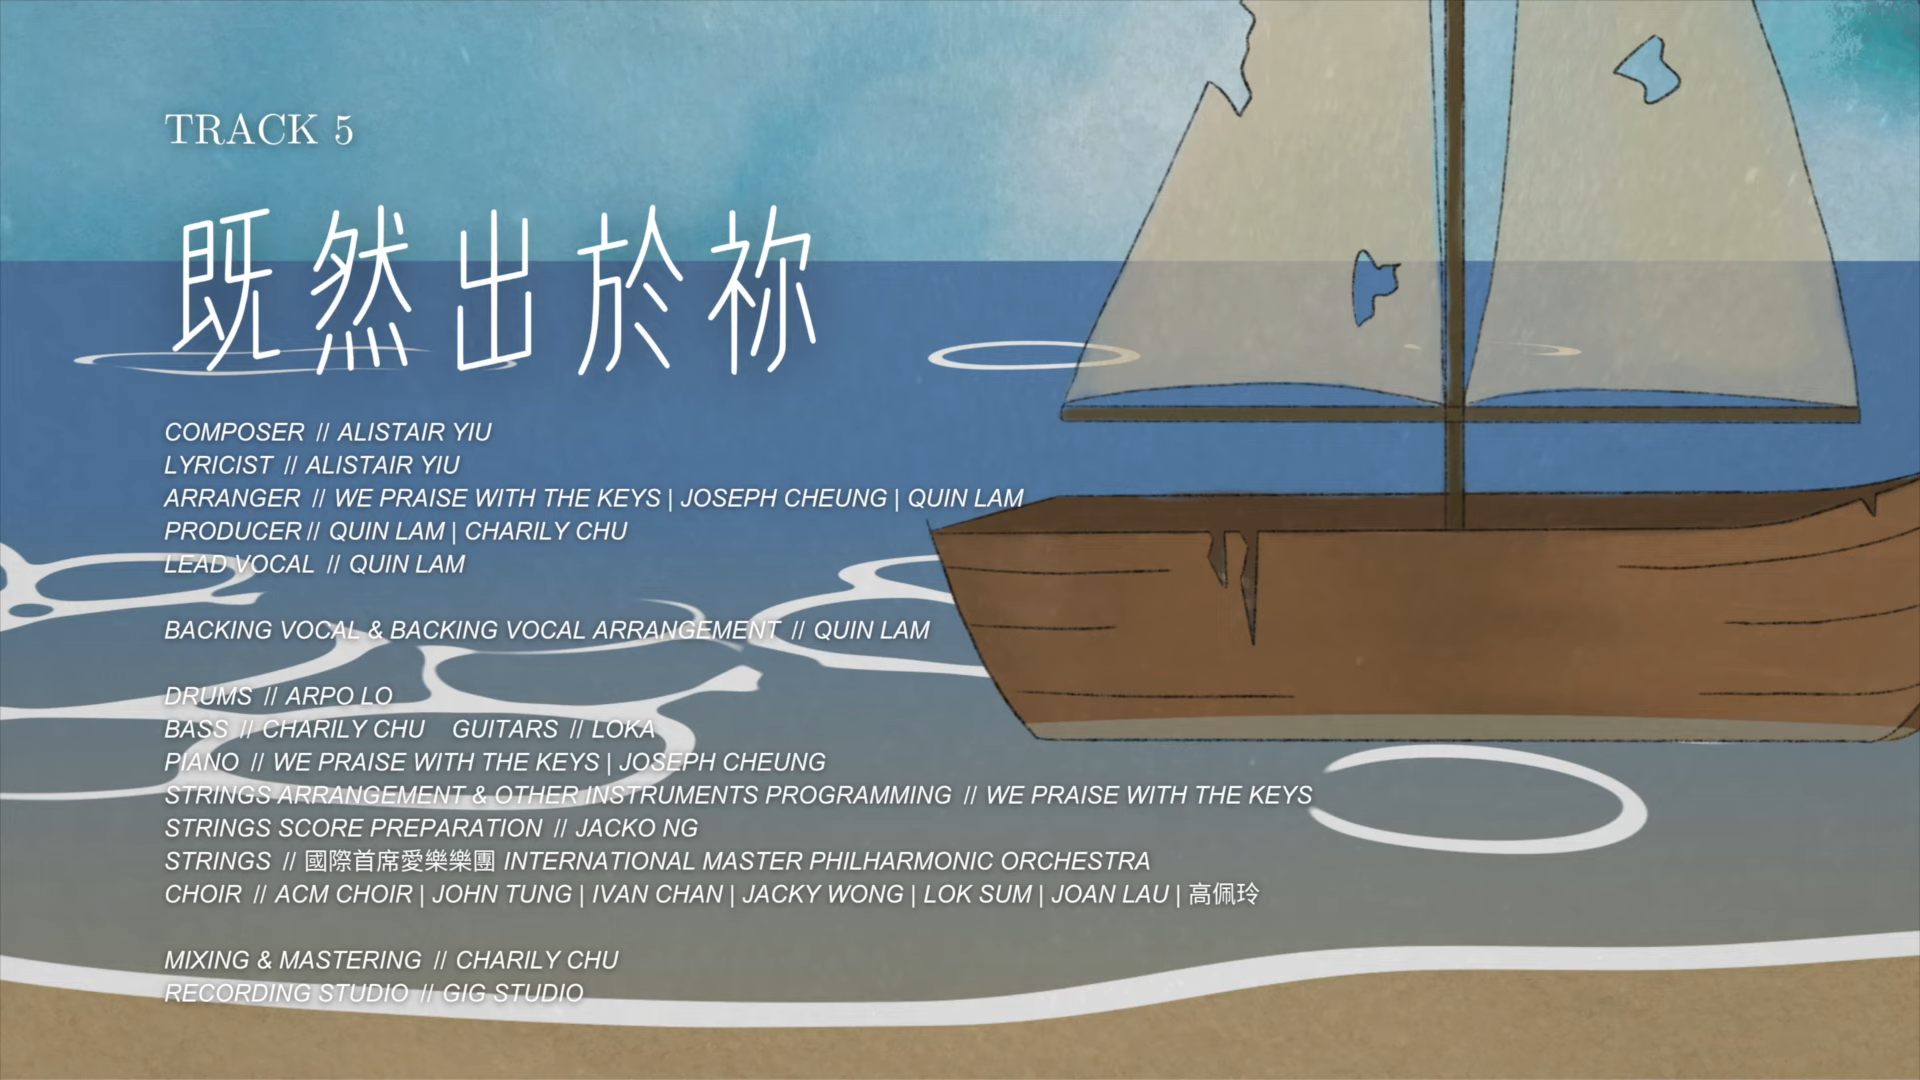 TRACK 5
既然出於祢
COMPOSER // ALISTAIR YIU
LYRICIST // ALISTAIR YIU
ARRANGER // WE PRAISE WITH THE KEYS | JOSEPH CHEUNG | QUIN LAM
PRODUCER // QUIN LAM | CHARILY CHU
LEAD VOCAL // QUIN LAM
BACKING VOCAL & BACKING VOCAL ARRANGEMENT // QUIN LAM
DRUMS // ARPO LO
BASS // CHARILY CHU GUITARS // LOKA
PIANO // WE PRAISE WITH THE KEYS | JOSEPH CHEUNG
STRINGS ARRANGEMENT & OTHER INSTRUMENTS PROGRAMMING // WE PRAISE WITH THE KEYS
STRINGS SCORE PREPARATION // JACKO NG
STRINGS // 國際首席愛樂樂團 INTERNATIONAL MASTER PHILHARMONIC ORCHESTRA
CHOIR // ACM CHOIR | JOHN TUNG | IVAN CHAN | JACKY WONG | LOK SUM | JOAN LAU | 高佩玲
MIXING & MASTERING // CHARILY CHU
RECORDING STUDIO // GIG STUDIO